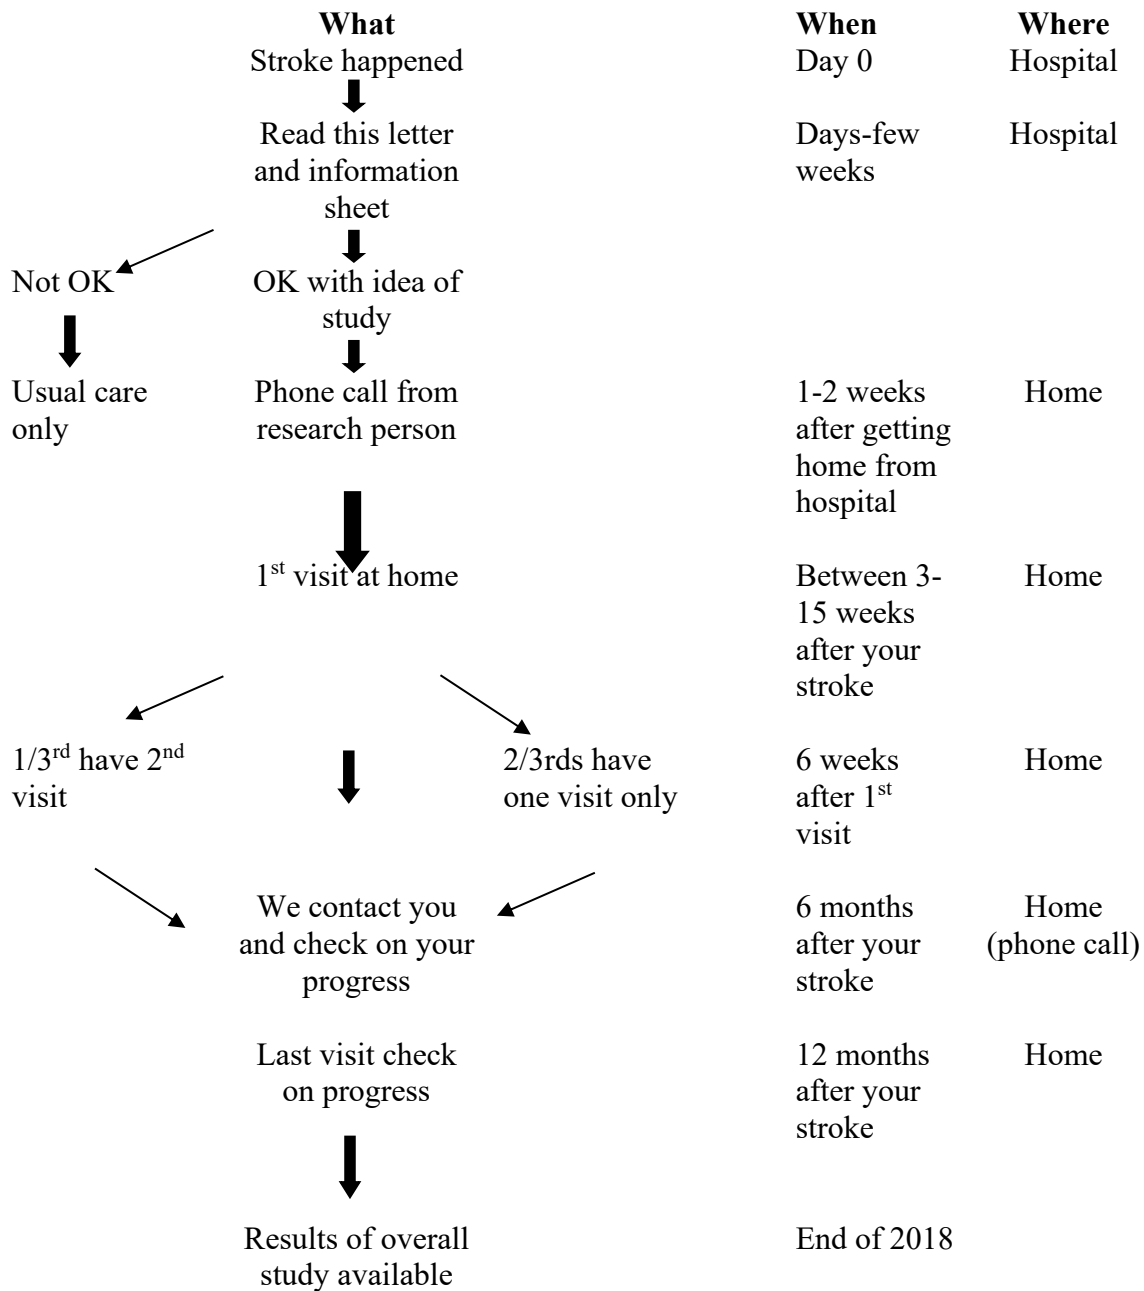 What When Where
Stroke happened Day 0 Hospital
Read this letter Days-few Hospital
and information weeks
sheet
Not OK OK with idea of
study
Usual care Phone call from 1-2 weeks Home
only research person after getting
home from
hospital
1st visit at home Between 3- Home
15 weeks
after your
stroke
1/3rd have 2nd 2/3rds have 6 weeks Home
visit one visit only after 1st
visit
We contact you 6 months Home
and check on your after your (phone call)
progress stroke
Last visit check 12 months Home
on progress after your
stroke
Results of overall End of 2018
study available